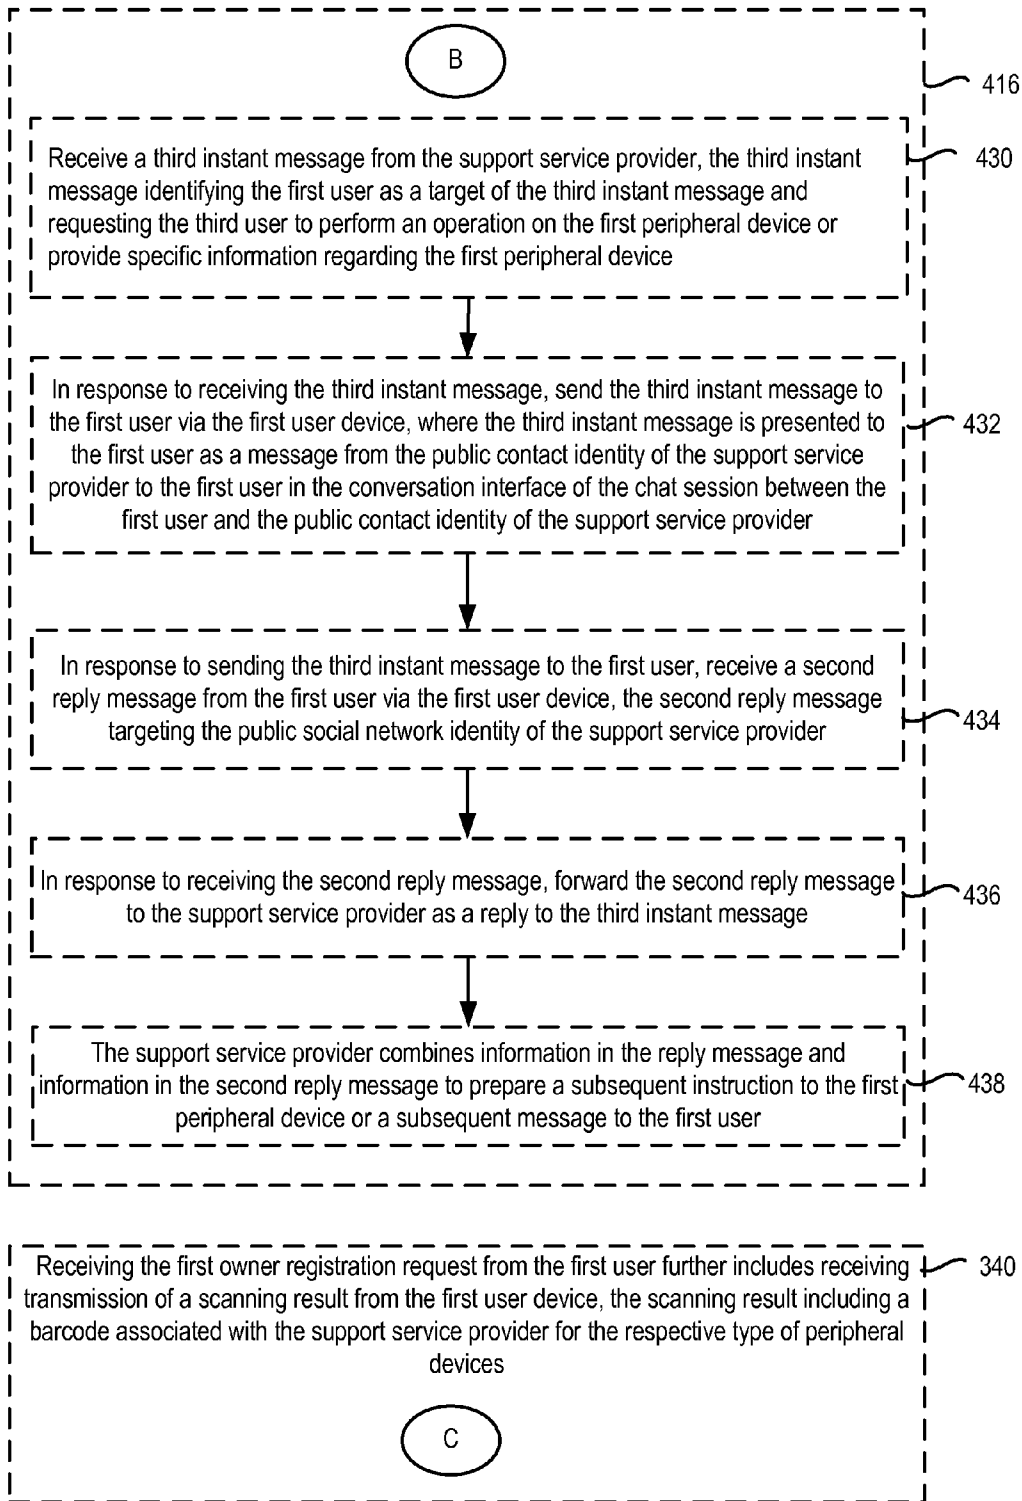 B
416
Receive a third instant message from the support service provider, the third instant
message identifying the first user as a target of the third instant message and
requesting the third user to perform an operation on the first peripheral device or
provide specific information regarding the first peripheral device
430
In response to receiving the third instant message, send the third instant message to
the first user via the first user device, where the third instant message is presented to
the first user as a message from the public contact identity of the support service
provider to the first user in the conversation interface of the chat session between the
first user and the public contact identity of the support service provider
432
In response to sending the third instant message to the first user, receive a second
reply message from the first user via the first user device, the second reply message
targeting the public social network identity of the support service provider
434
In response to receiving the second reply message, forward the second reply message
to the support service provider as a reply to the third instant message
436
The support service provider combines information in the reply message and
information in the second reply message to prepare a subsequent instruction to the first
peripheral device or a subsequent message to the first user
438
Receiving the first owner registration request from the first user further includes receiving
transmission of a scanning result from the first user device, the scanning result including a
barcode associated with the support service provider for the respective type of peripheral
devices
340
C